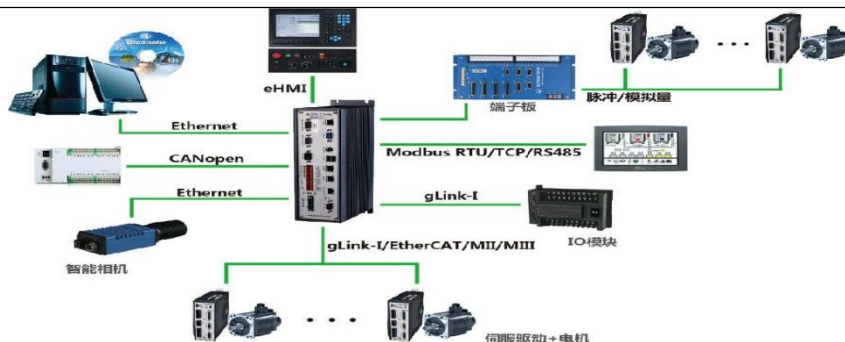 OtoStudio
eHMI
端子板
脉冲/模拟量
Ethernet
CANopen
Modbus RTU/TCP/RS485
Ethernet
gLink-I
智能相机
IO模块
gLink-I/EtherCAT/MII/MIII
伺服驱动+电机